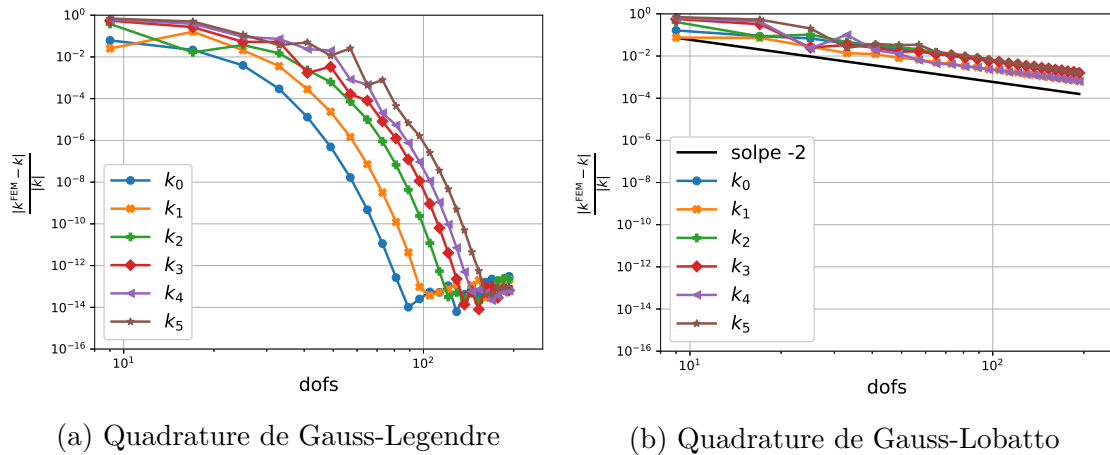 10^0
10^-2
10^-4
10^-6
10^-8
10^-10
10^-12
10^-14
10^-16
|k^FEM − k|
|k|
k_0
k_1
k_2
k_3
k_4
k_5
10^1
10^2
dofs
(a) Quadrature de Gauss-Legendre
10^0
10^-2
10^-4
10^-6
10^-8
10^-10
10^-12
10^-14
10^-16
|k^FEM − k|
|k|
solpe -2
k_0
k_1
k_2
k_3
k_4
k_5
10^1
10^2
dofs
(b) Quadrature de Gauss-Lobatto